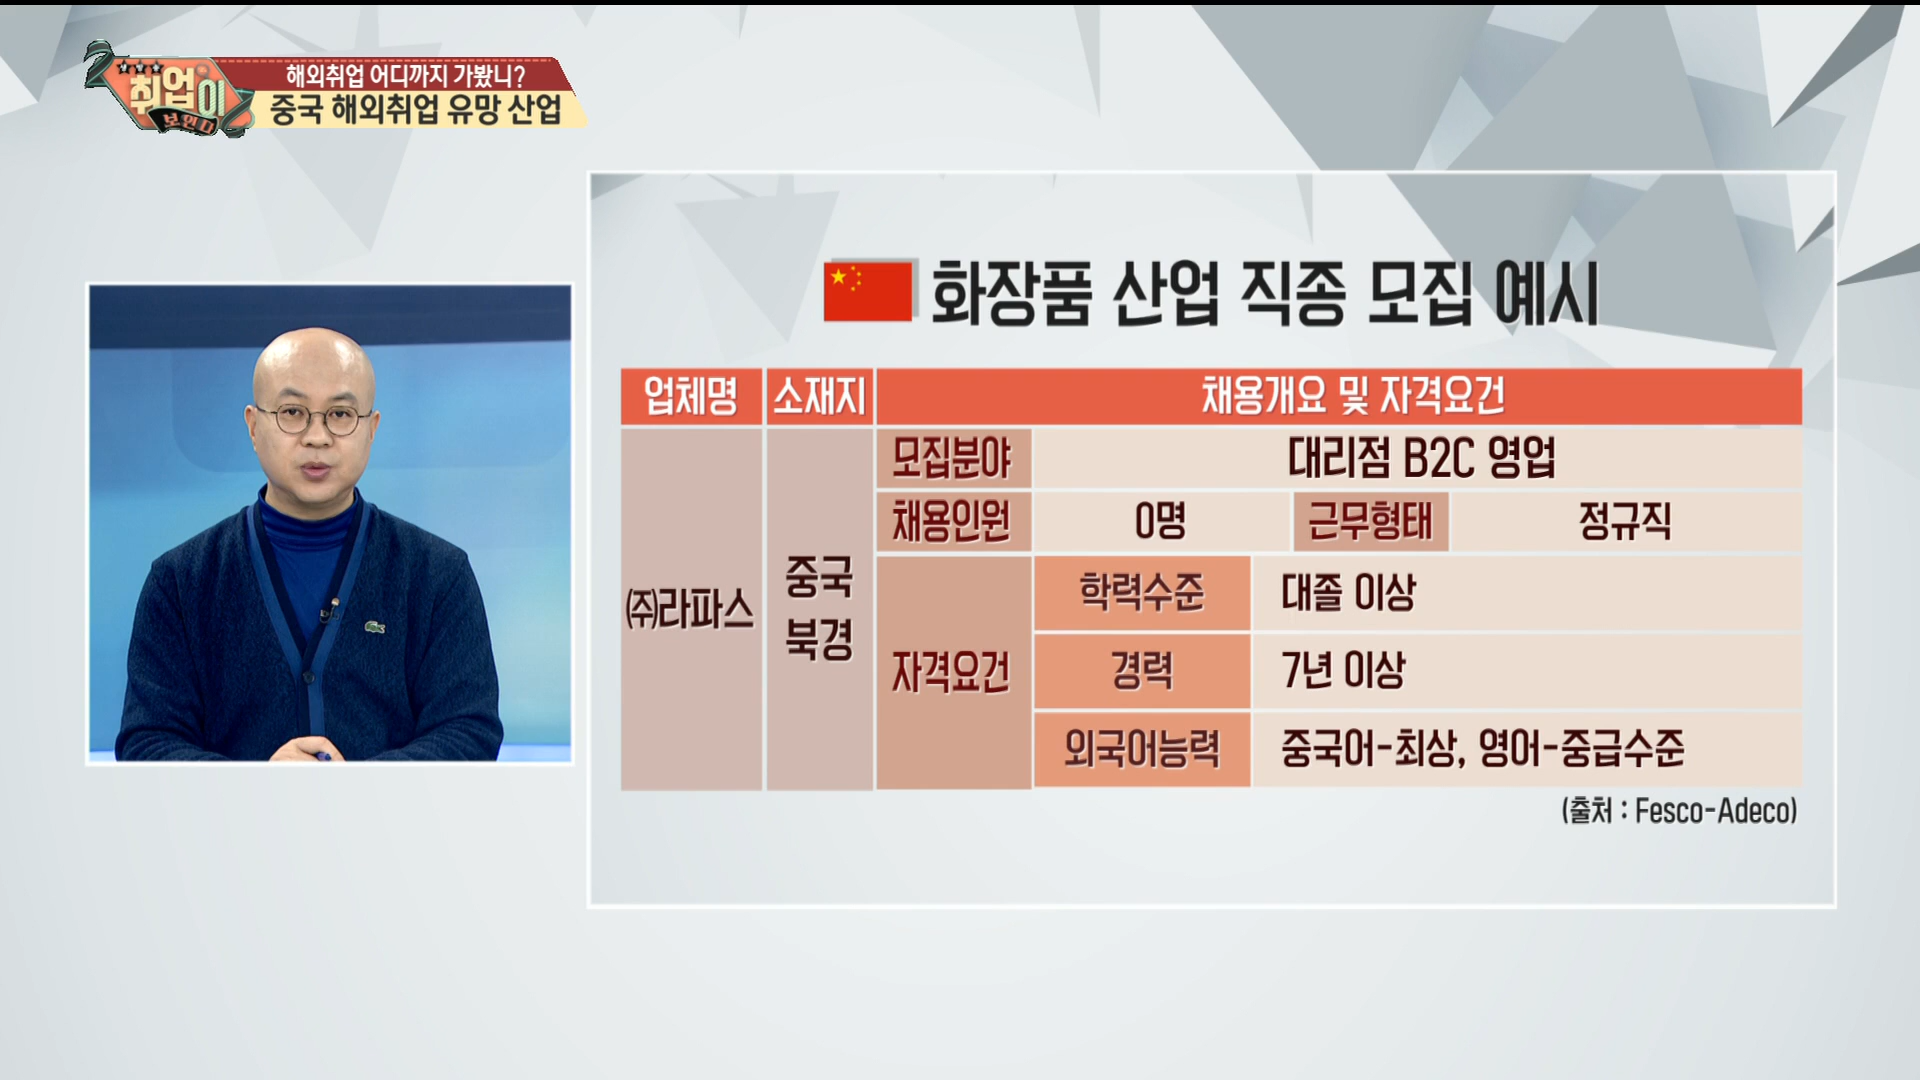 취업이
보인다
해외취업 어디까지 가봤니?
중국 해외취업 유망 산업
화장품 산업 직종 모집 예시
업체명 소재지 채용개요 및 자격요건
㈜라파스
중국
북경
모집분야 대리점 B2C 영업
채용인원 0명 근무형태 정규직
자격요건
학력수준 대졸 이상
경력 7년 이상
외국어능력 중국어-최상, 영어-중급수준
(출처 : Fesco-Adeco)